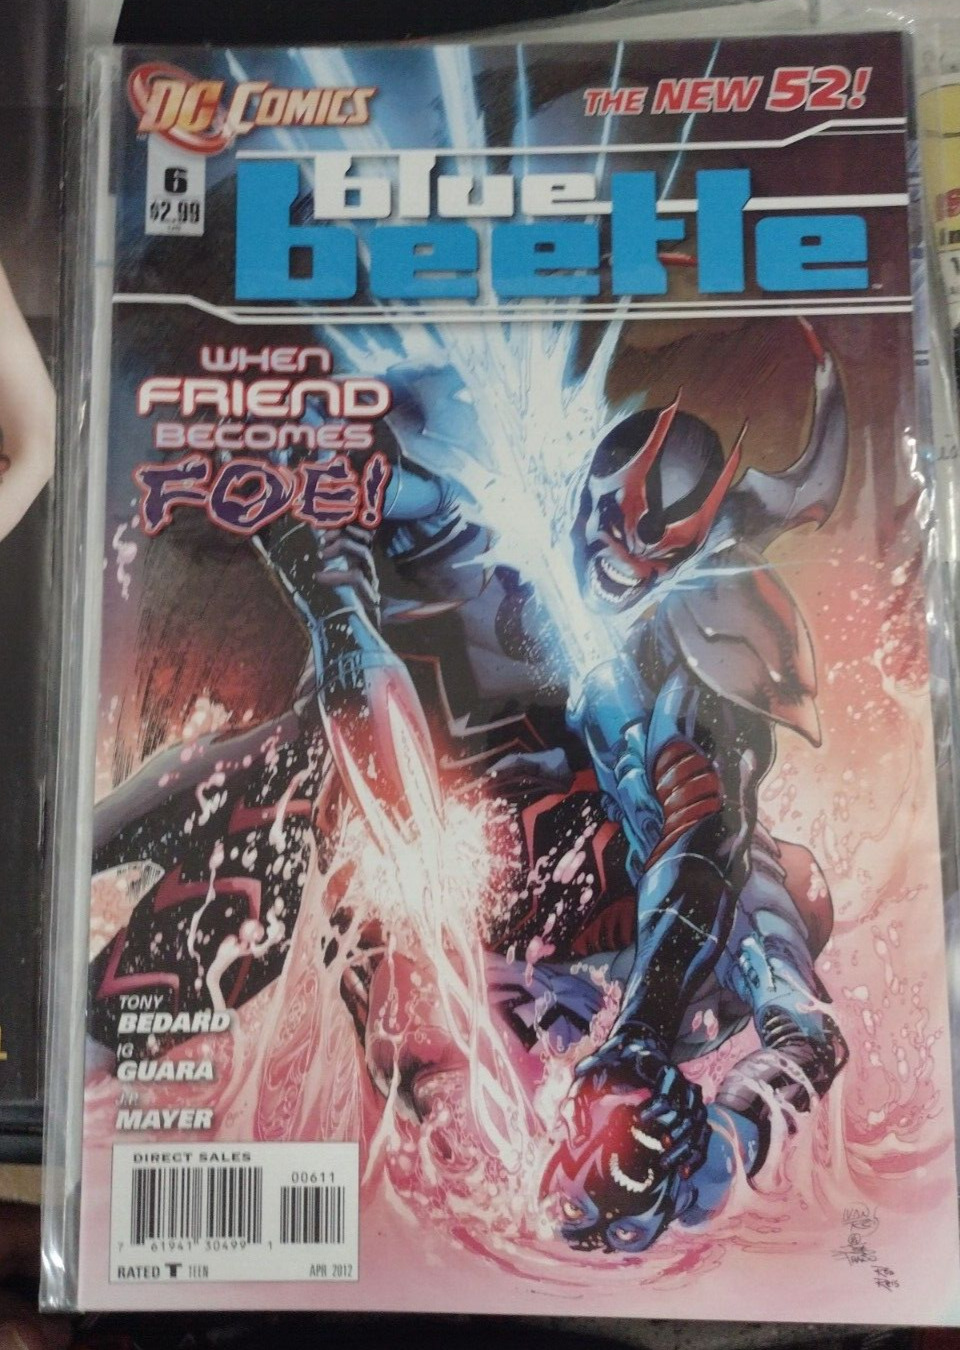 DC COMICS
THE NEW 52!
6
$2.99
blue
beetle
WHEN
FRIEND
BECOMES
FOE!
TONY
BEDARD
IG
GUARA
J.P.
MAYER
DIRECT SALES
00611
7 61941 30499 1
RATED T TEEN
APR 2012